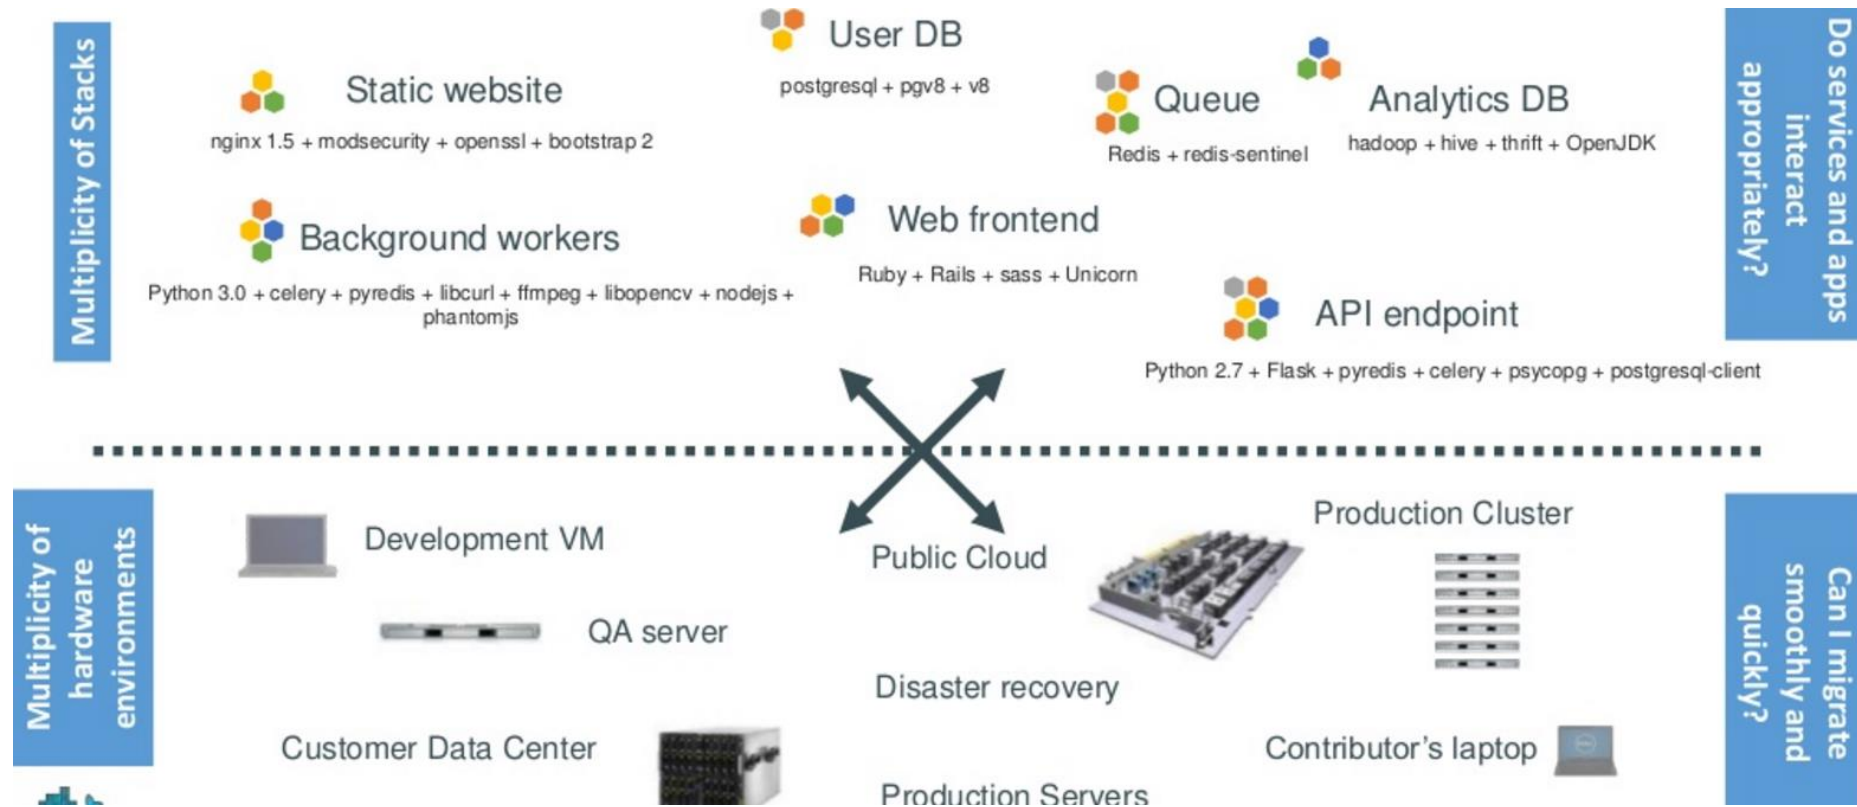 Multiplicity of Stacks
Static website
nginx 1.5 + modsecurity + openssl + bootstrap 2
Background workers
Python 3.0 + celery + pyredis + libcurl + ffmpeg + libopencv + nodejs +
phantomjs
User DB
postgresql + pgv8 + v8
Web frontend
Ruby + Rails + sass + Unicorn
Queue
Redis + redis-sentinel
Analytics DB
hadoop + hive + thrift + OpenJDK
API endpoint
Python 2.7 + Flask + pyredis + celery + psycopg + postgresql-client
Do services and apps
interact
appropriately?
Multiplicity of
hardware
environments
Development VM
QA server
Customer Data Center
Public Cloud
Disaster recovery
Production Servers
Production Cluster
Contributor's laptop
Can I migrate
smoothly and
quickly?